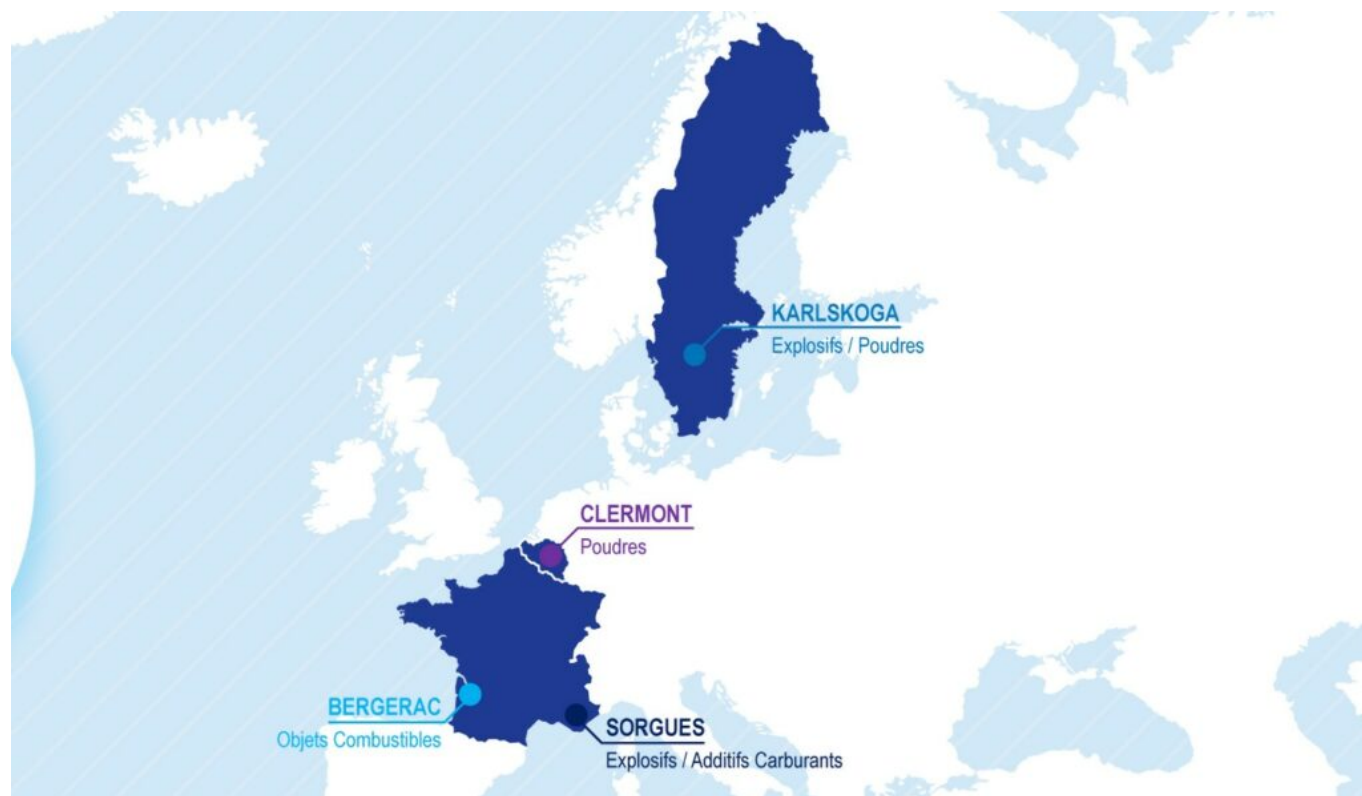 KARLSKOGA
Explosifs / Poudres
CLERMONT
Poudres
BERGERAC
Objets Combustibles
SORGUES
Explosifs / Additifs Carburants